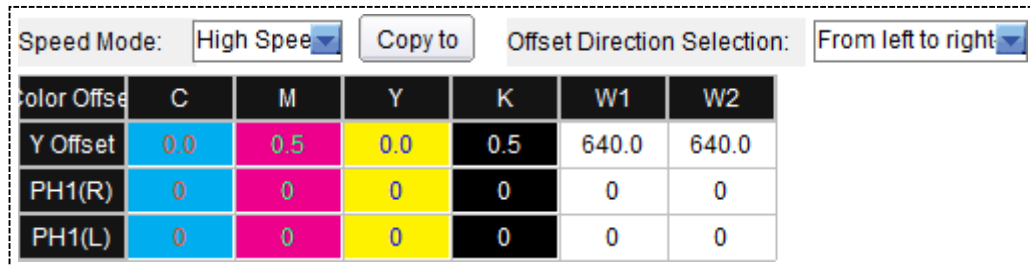 Speed Mode: High Spee Copy to Offset Direction Selection: From left to right
Color Offse C M Y K W1 W2
Y Offset 0.0 0.5 0.0 0.5 640.0 640.0
PH1(R) 0 0 0 0 0 0
PH1(L) 0 0 0 0 0 0